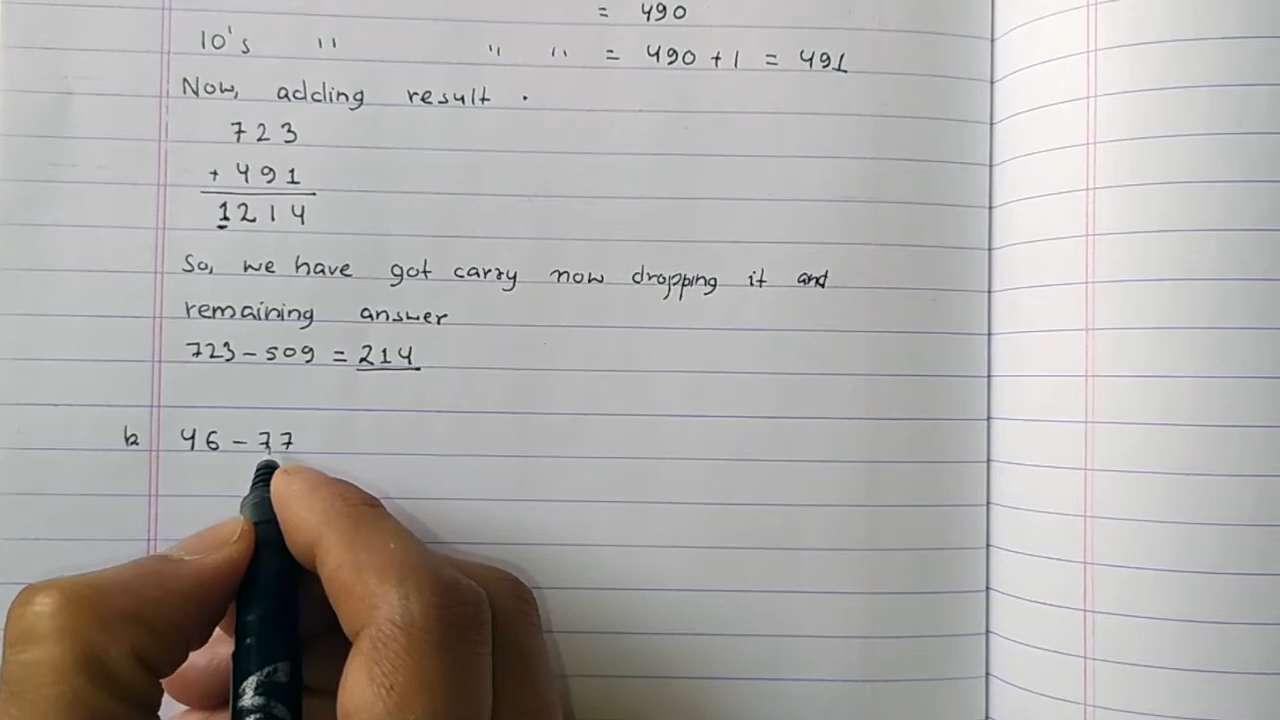 = 490
10's " " " = 490 + 1 = 491
Now, adding result .
723
+ 491
1214
So, we have got carry now dropping it and
remaining answer
723 - 509 = 214
b 46 - 77